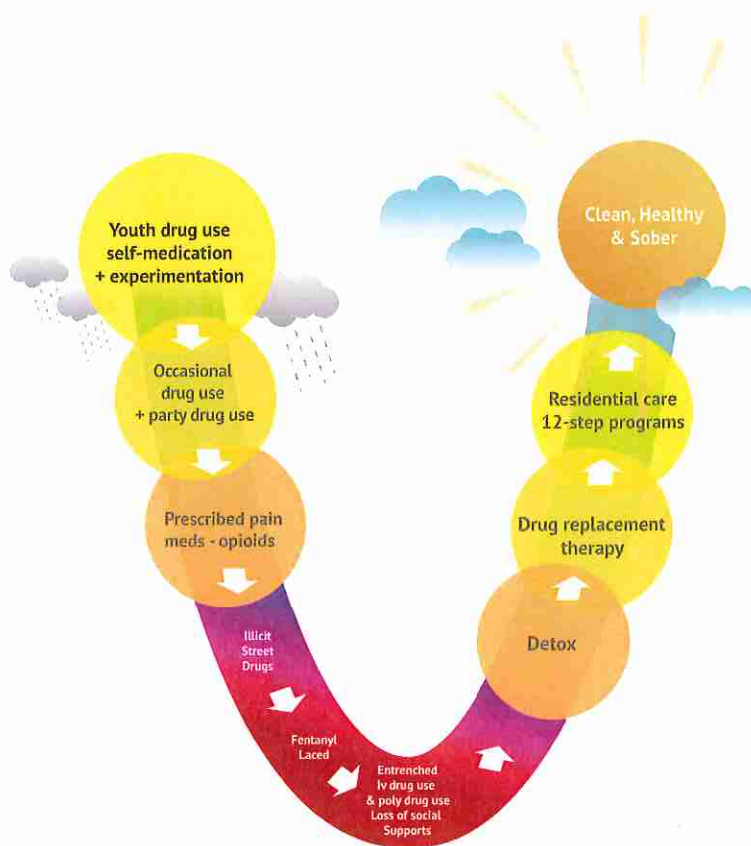 Youth drug use
self-medication
+ experimentation
Occasional
drug use
+ party drug use
Prescribed pain
meds - opioids
Illicit
Street
Drugs
Fentanyl
Laced
Entrenched
Iv drug use
& poly drug use
Loss of social
Supports
Detox
Drug replacement
therapy
Residential care
12-step programs
Clean, Healthy
& Sober